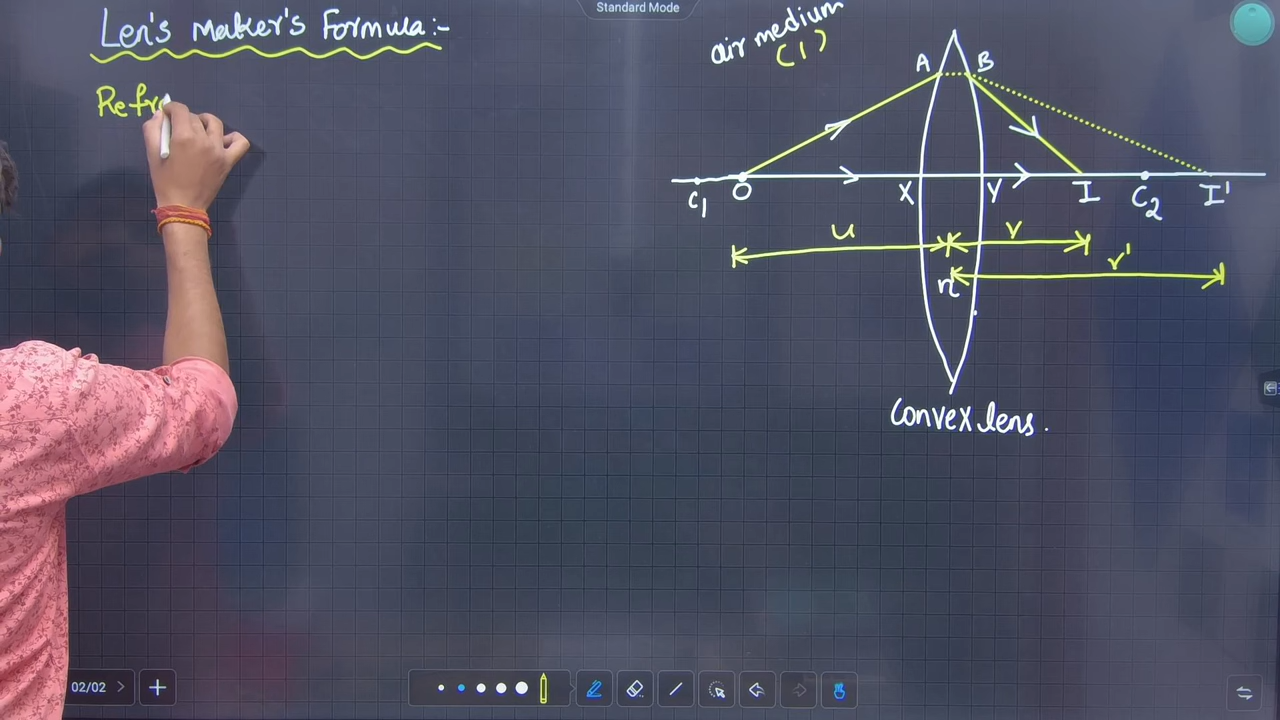 Standard Mode
Len's Maker's Formula:-
Refr
air medium
(1)
A B
C1 O X Y I C2 I'
u v
v'
n
Convex lens.
02/02